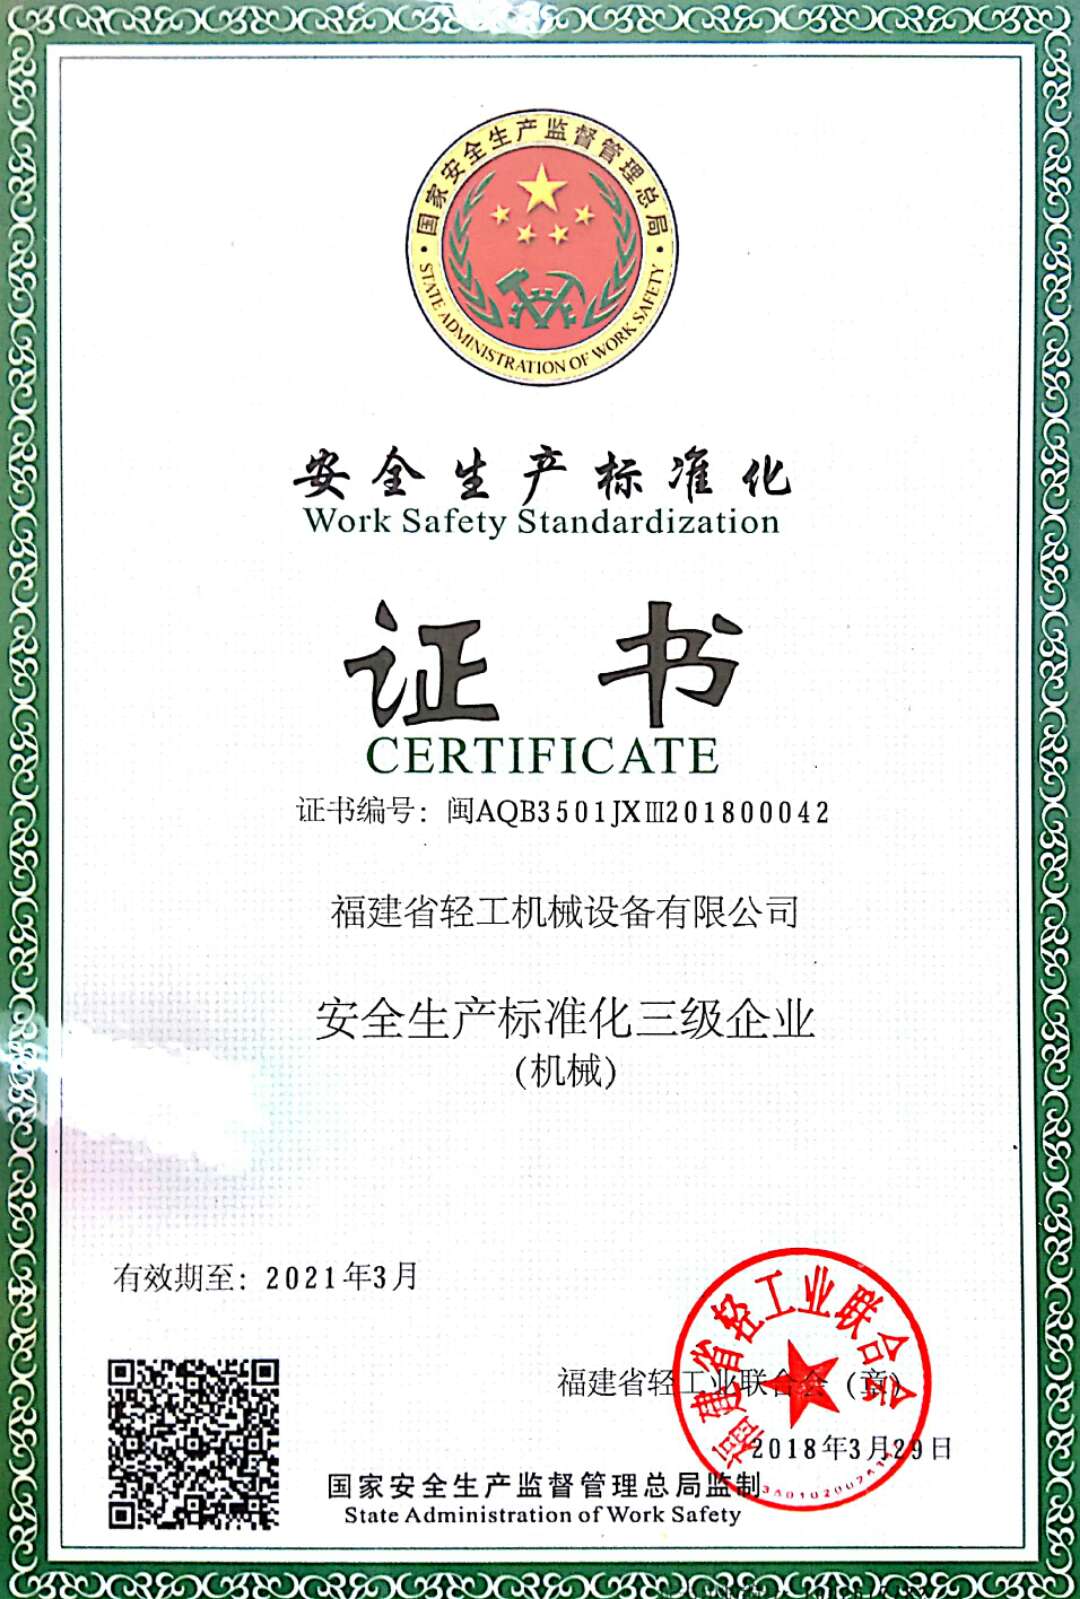 国家安全生产监督管理总局
STATE ADMINISTRATION OF WORK SAFETY
安全生产标准化
Work Safety Standardization
证书
CERTIFICATE
证书编号：闽AQB3501JXⅢ201800042
福建省轻工机械设备有限公司
安全生产标准化三级企业
(机械)
有效期至：2021年3月
福建省轻工业联合会（章）
福建省轻工业联合会
2018年3月29日
国家安全生产监督管理总局监制
State Administration of Work Safety